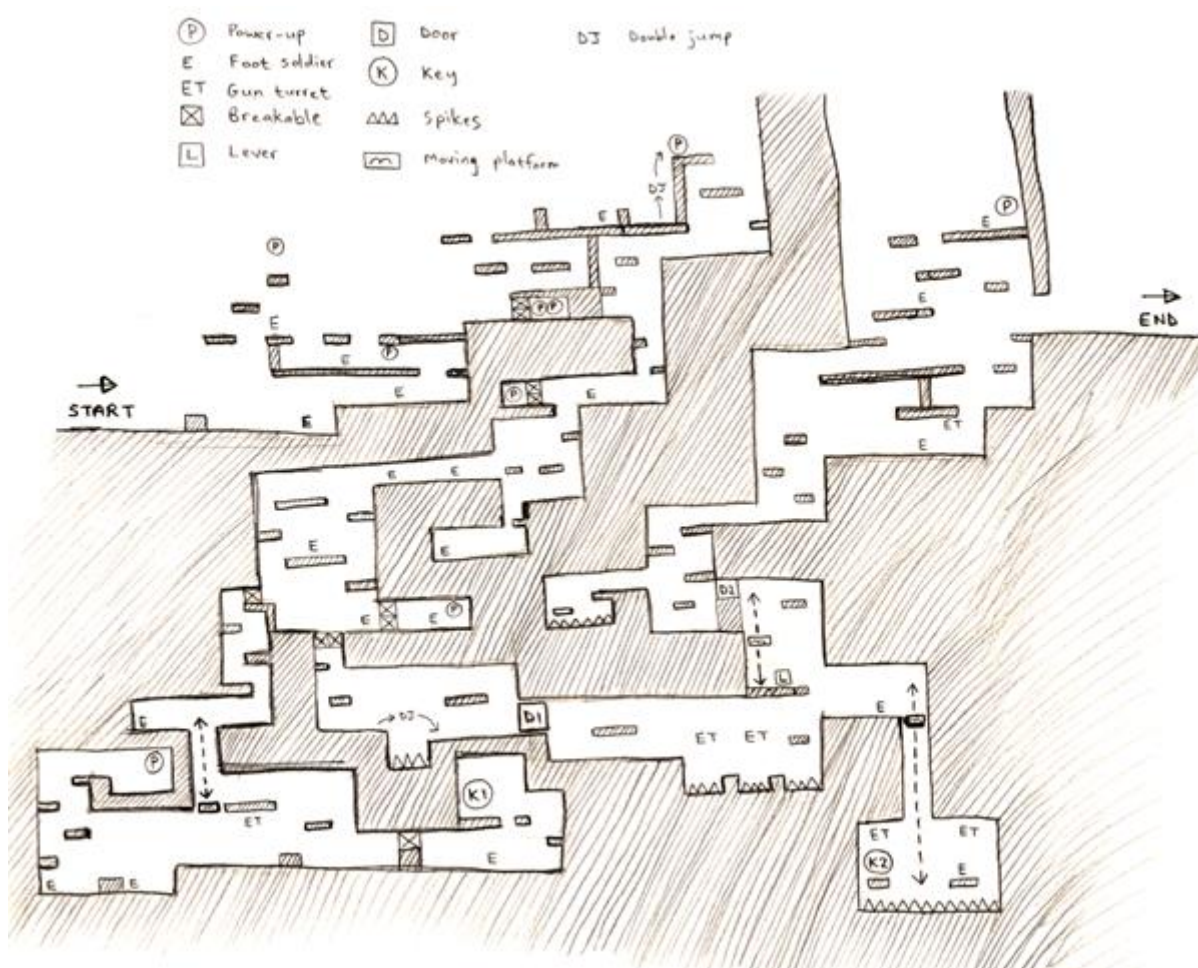 P Power-up
D Door
DJ Double jump
E Foot soldier
K Key
ET Gun turret
Breakable
Spikes
L Lever
Moving platform
P
DJ
E
P
E
P
E
PP
E
E
P
END
START
E
E
P
ET
E
E
E
E
E
E
E
P
D2
L
E
E
DJ
D1
ET ET
P
K1
ET
ET ET
E
K2
E
E E